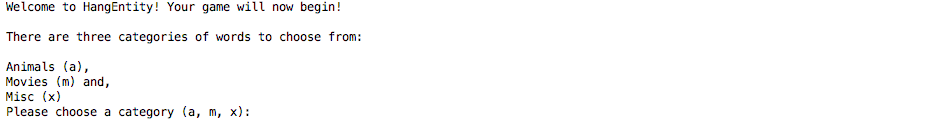 Welcome to HangEntity! Your game will now begin!
There are three categories of words to choose from:
Animals (a),
Movies (m) and,
Misc (x)
Please choose a category (a, m, x):